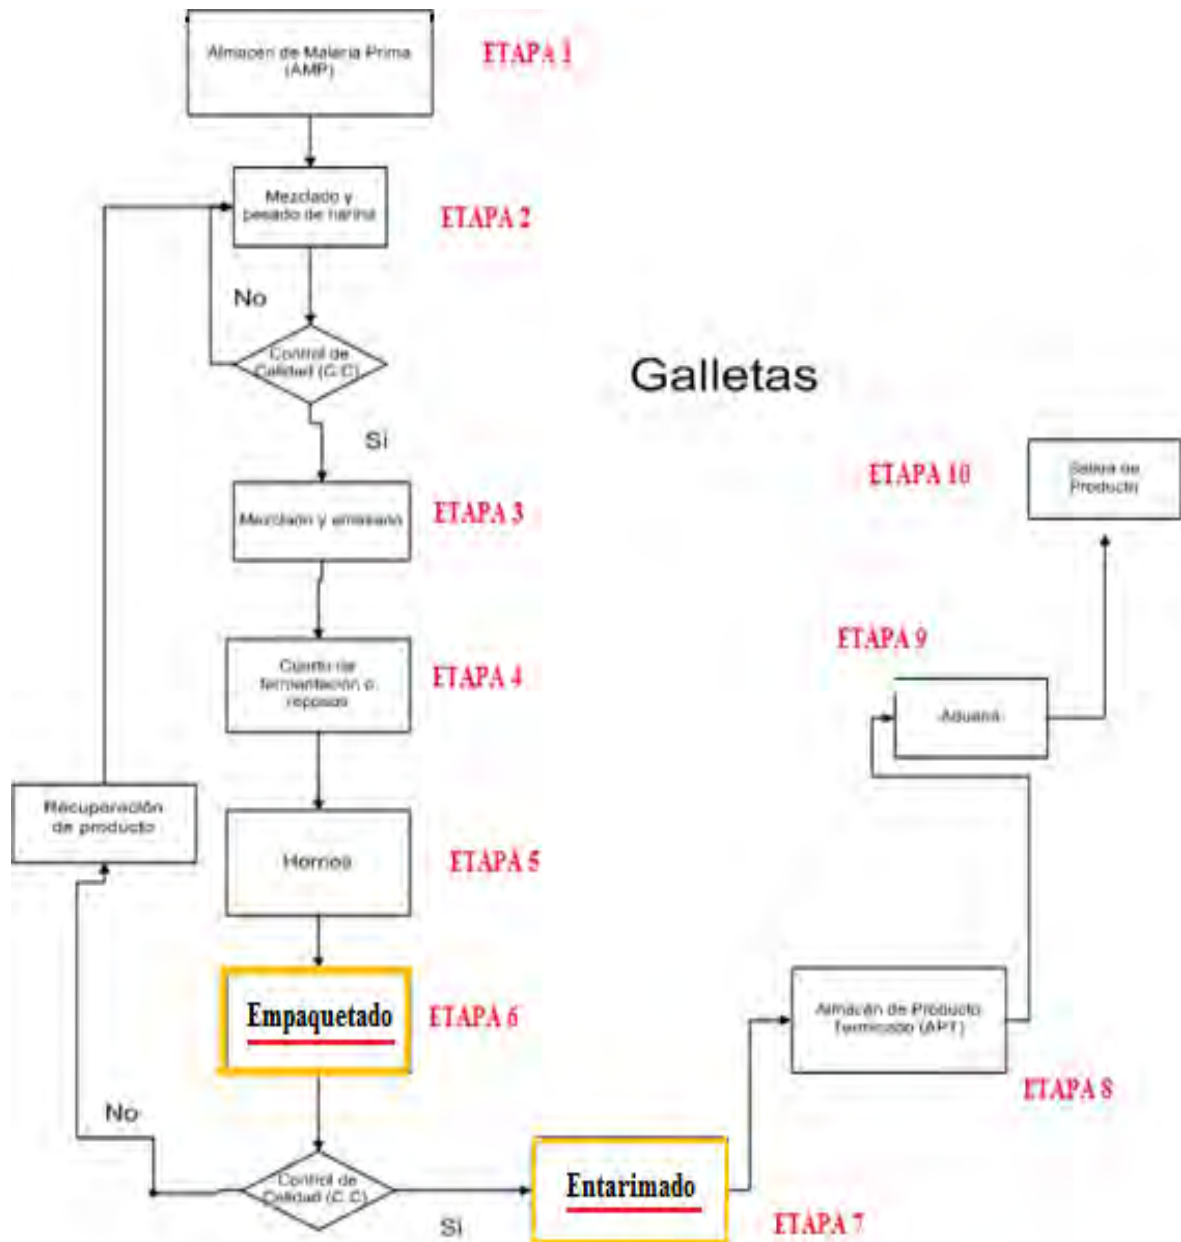 Almacén de Materia Prima
(AMP)
ETAPA 1
Mezclado y
pesado de harina
ETAPA 2
No
Control de
Calidad (C.C)
Si
Galletas
Mezclado y amasado
ETAPA 3
Cuarto de
fermentación o
reposos
ETAPA 4
Recuperación
de producto
Hornos
ETAPA 5
Empaquetado
ETAPA 6
No
Control de
Calidad (C.C)
Si
Entarimado
ETAPA 7
Almacén de Producto
Terminado (APT)
ETAPA 8
ETAPA 9
Aduana
ETAPA 10
Salida de
Producto